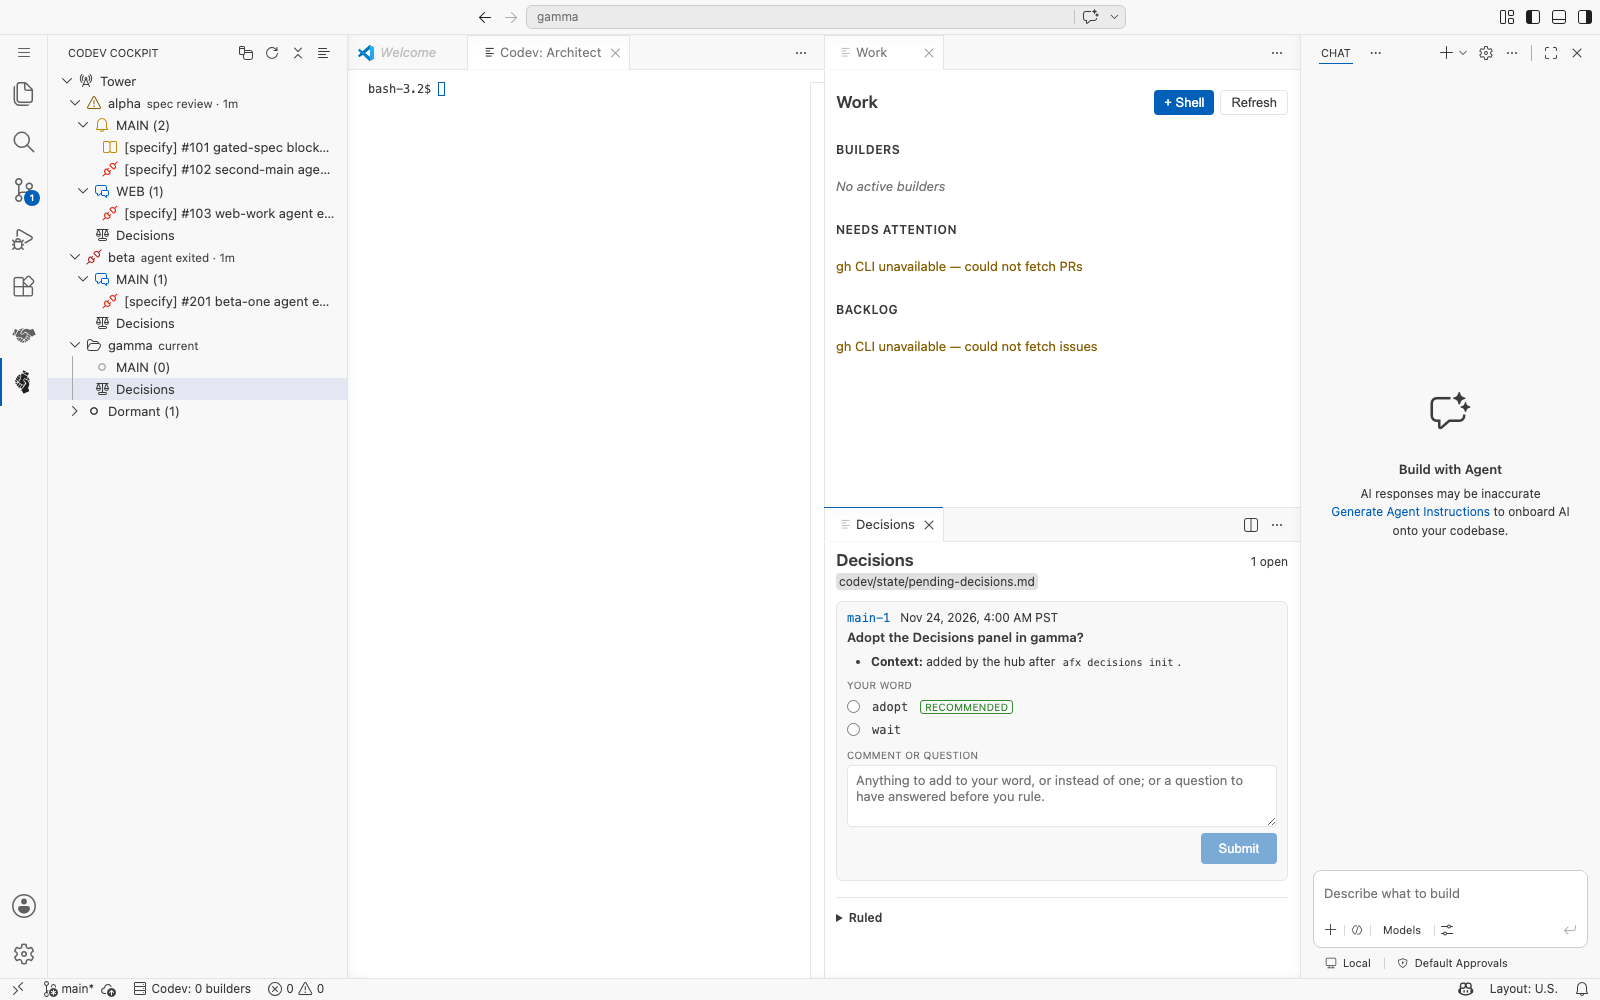 gamma
CODEV COCKPIT
Tower
alpha spec review · 1m
MAIN (2)
[specify] #101 gated-spec block...
[specify] #102 second-main age...
WEB (1)
[specify] #103 web-work agent e...
Decisions
beta agent exited · 1m
MAIN (1)
[specify] #201 beta-one agent e...
Decisions
gamma current
MAIN (0)
Decisions
Dormant (1)
1
Welcome
Codev: Architect
bash-3.2$
Work
Work
+ Shell
Refresh
BUILDERS
No active builders
NEEDS ATTENTION
gh CLI unavailable — could not fetch PRs
BACKLOG
gh CLI unavailable — could not fetch issues
Decisions
Decisions
1 open
codev/state/pending-decisions.md
main-1 Nov 24, 2026, 4:00 AM PST
Adopt the Decisions panel in gamma?
• Context: added by the hub after afx decisions init .
YOUR WORD
adopt RECOMMENDED
wait
COMMENT OR QUESTION
Anything to add to your word, or instead of one; or a question to
have answered before you rule.
Submit
Ruled
CHAT
Build with Agent
AI responses may be inaccurate
Generate Agent Instructions to onboard AI
onto your codebase.
Describe what to build
Models
Local
Default Approvals
main*
Codev: 0 builders
0
0
Layout: U.S.